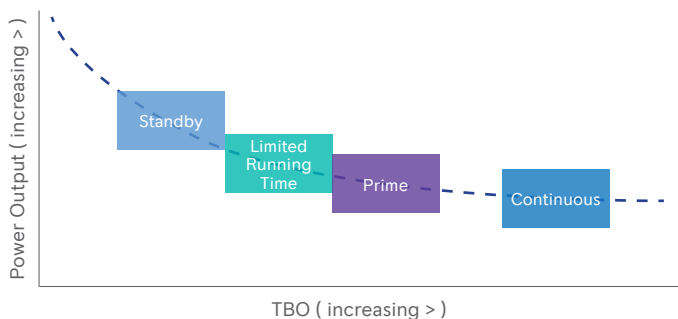 Power Output ( increasing > )
Standby
Limited
Running
Time
Prime
Continuous
TBO ( increasing > )